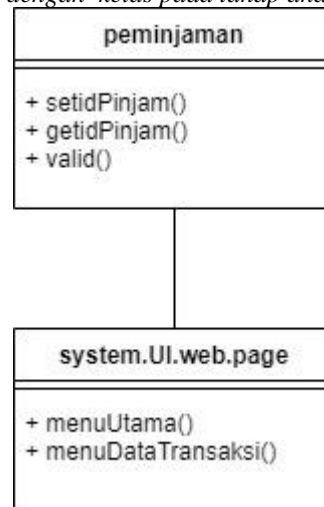 dengan kelas pada tahap ana
peminjaman
+ setidPinjam()
+ getidPinjam()
+ valid()
system.UI.web.page
+ menuUtama()
+ menuDataTransaksi()